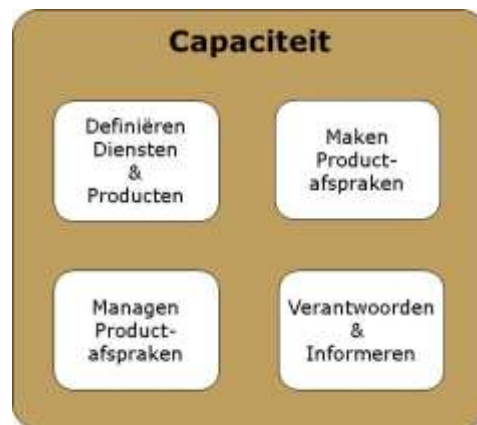 Capaciteit
Definiëren
Diensten
&
Producten
Maken
Product-
afspraken
Managen
Product-
afspraken
Verantwoorden
&
Informeren